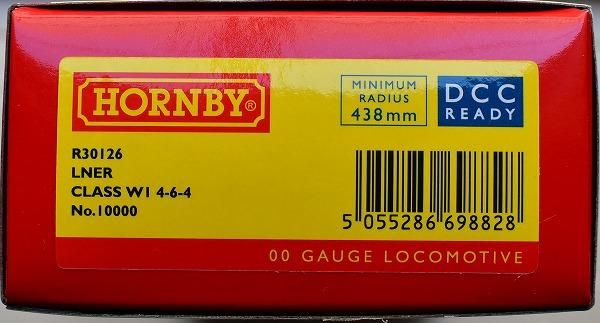 HORNBY®
MINIMUM
RADIUS
438mm
DCC
READY
R30126
LNER
CLASS W1 4-6-4
No.10000
5 055286 698828
00 GAUGE LOCOMOTIVE